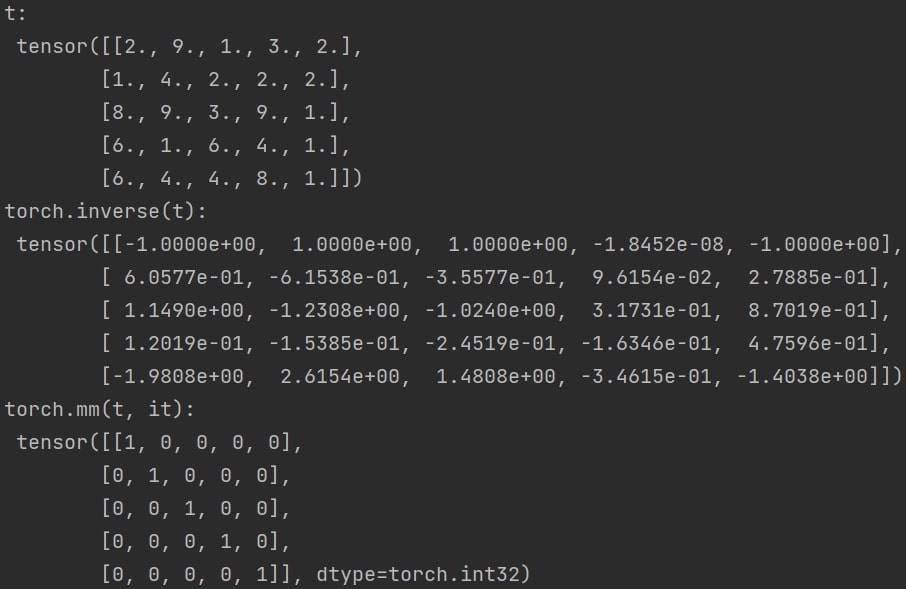 t:
 tensor([[2., 9., 1., 3., 2.],
        [1., 4., 2., 2., 2.],
        [8., 9., 3., 9., 1.],
        [6., 1., 6., 4., 1.],
        [6., 4., 4., 8., 1.]])
torch.inverse(t):
 tensor([[-1.0000e+00,  1.0000e+00,  1.0000e+00, -1.8452e-08, -1.0000e+00],
        [ 6.0577e-01, -6.1538e-01, -3.5577e-01,  9.6154e-02,  2.7885e-01],
        [ 1.1490e+00, -1.2308e+00, -1.0240e+00,  3.1731e-01,  8.7019e-01],
        [ 1.2019e-01, -1.5385e-01, -2.4519e-01, -1.6346e-01,  4.7596e-01],
        [-1.9808e+00,  2.6154e+00,  1.4808e+00, -3.4615e-01, -1.4038e+00]])
torch.mm(t, it):
 tensor([[1, 0, 0, 0, 0],
        [0, 1, 0, 0, 0],
        [0, 0, 1, 0, 0],
        [0, 0, 0, 1, 0],
        [0, 0, 0, 0, 1]], dtype=torch.int32)